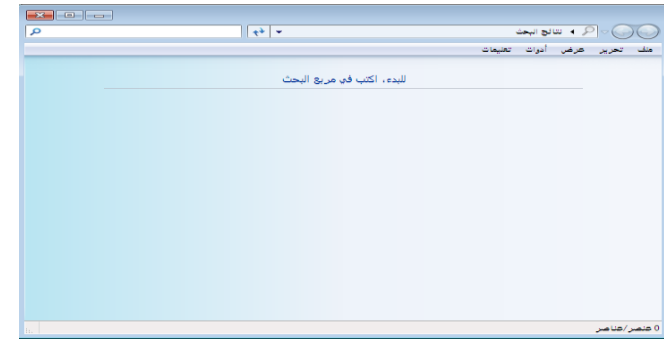 نتائج البحث
ملف تحرير عرض أدوات تعليمات
للبدء، اكتب في مربع البحث
0 عنصر/عناصر